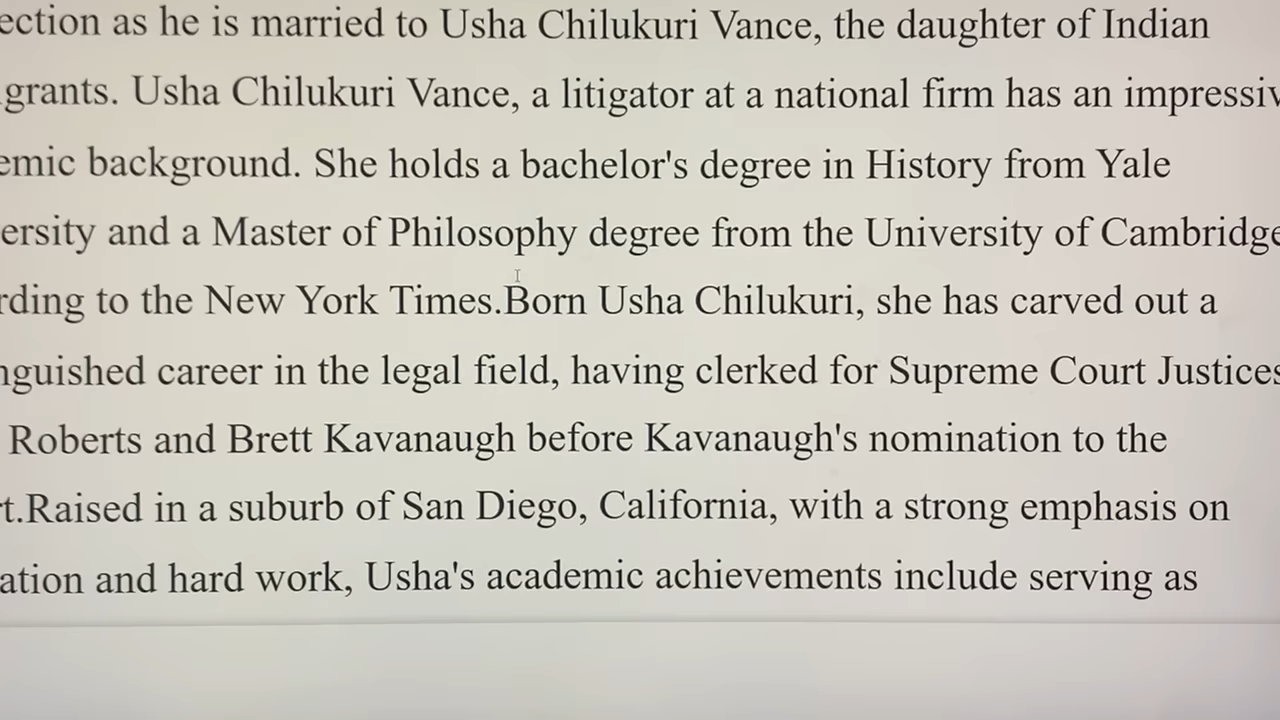 ection as he is married to Usha Chilukuri Vance, the daughter of Indian
grants. Usha Chilukuri Vance, a litigator at a national firm has an impressiv
emic background. She holds a bachelor's degree in History from Yale
ersity and a Master of Philosophy degree from the University of Cambridge
rding to the New York Times.Born Usha Chilukuri, she has carved out a
nguished career in the legal field, having clerked for Supreme Court Justices
Roberts and Brett Kavanaugh before Kavanaugh's nomination to the
t.Raised in a suburb of San Diego, California, with a strong emphasis on
ation and hard work, Usha's academic achievements include serving as